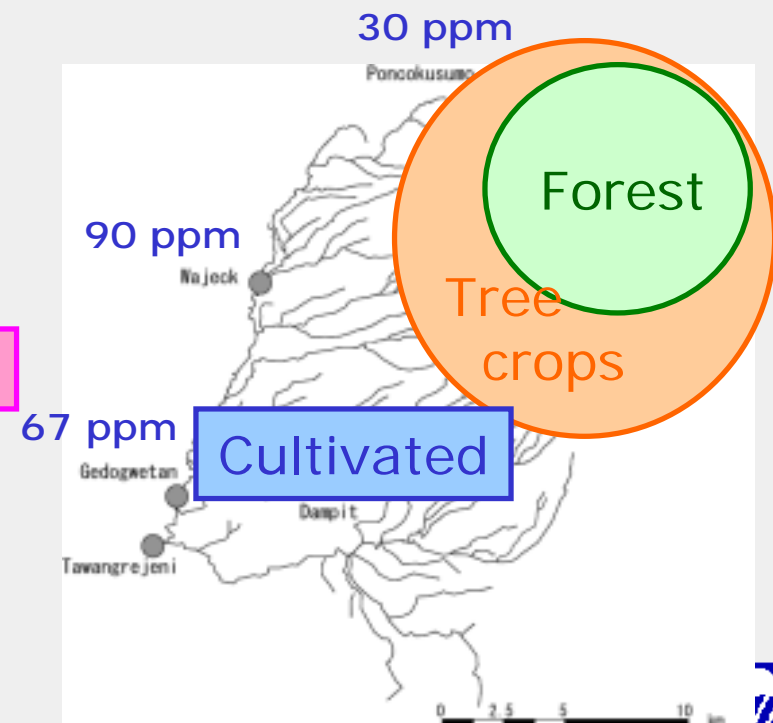 30 ppm
Poncokusumo
Forest
90 ppm
Wajeck
Tree
crops
67 ppm
Cultivated
Gedogwetan
Dampit
Tawangrejeni
0 2.5 5 10 km